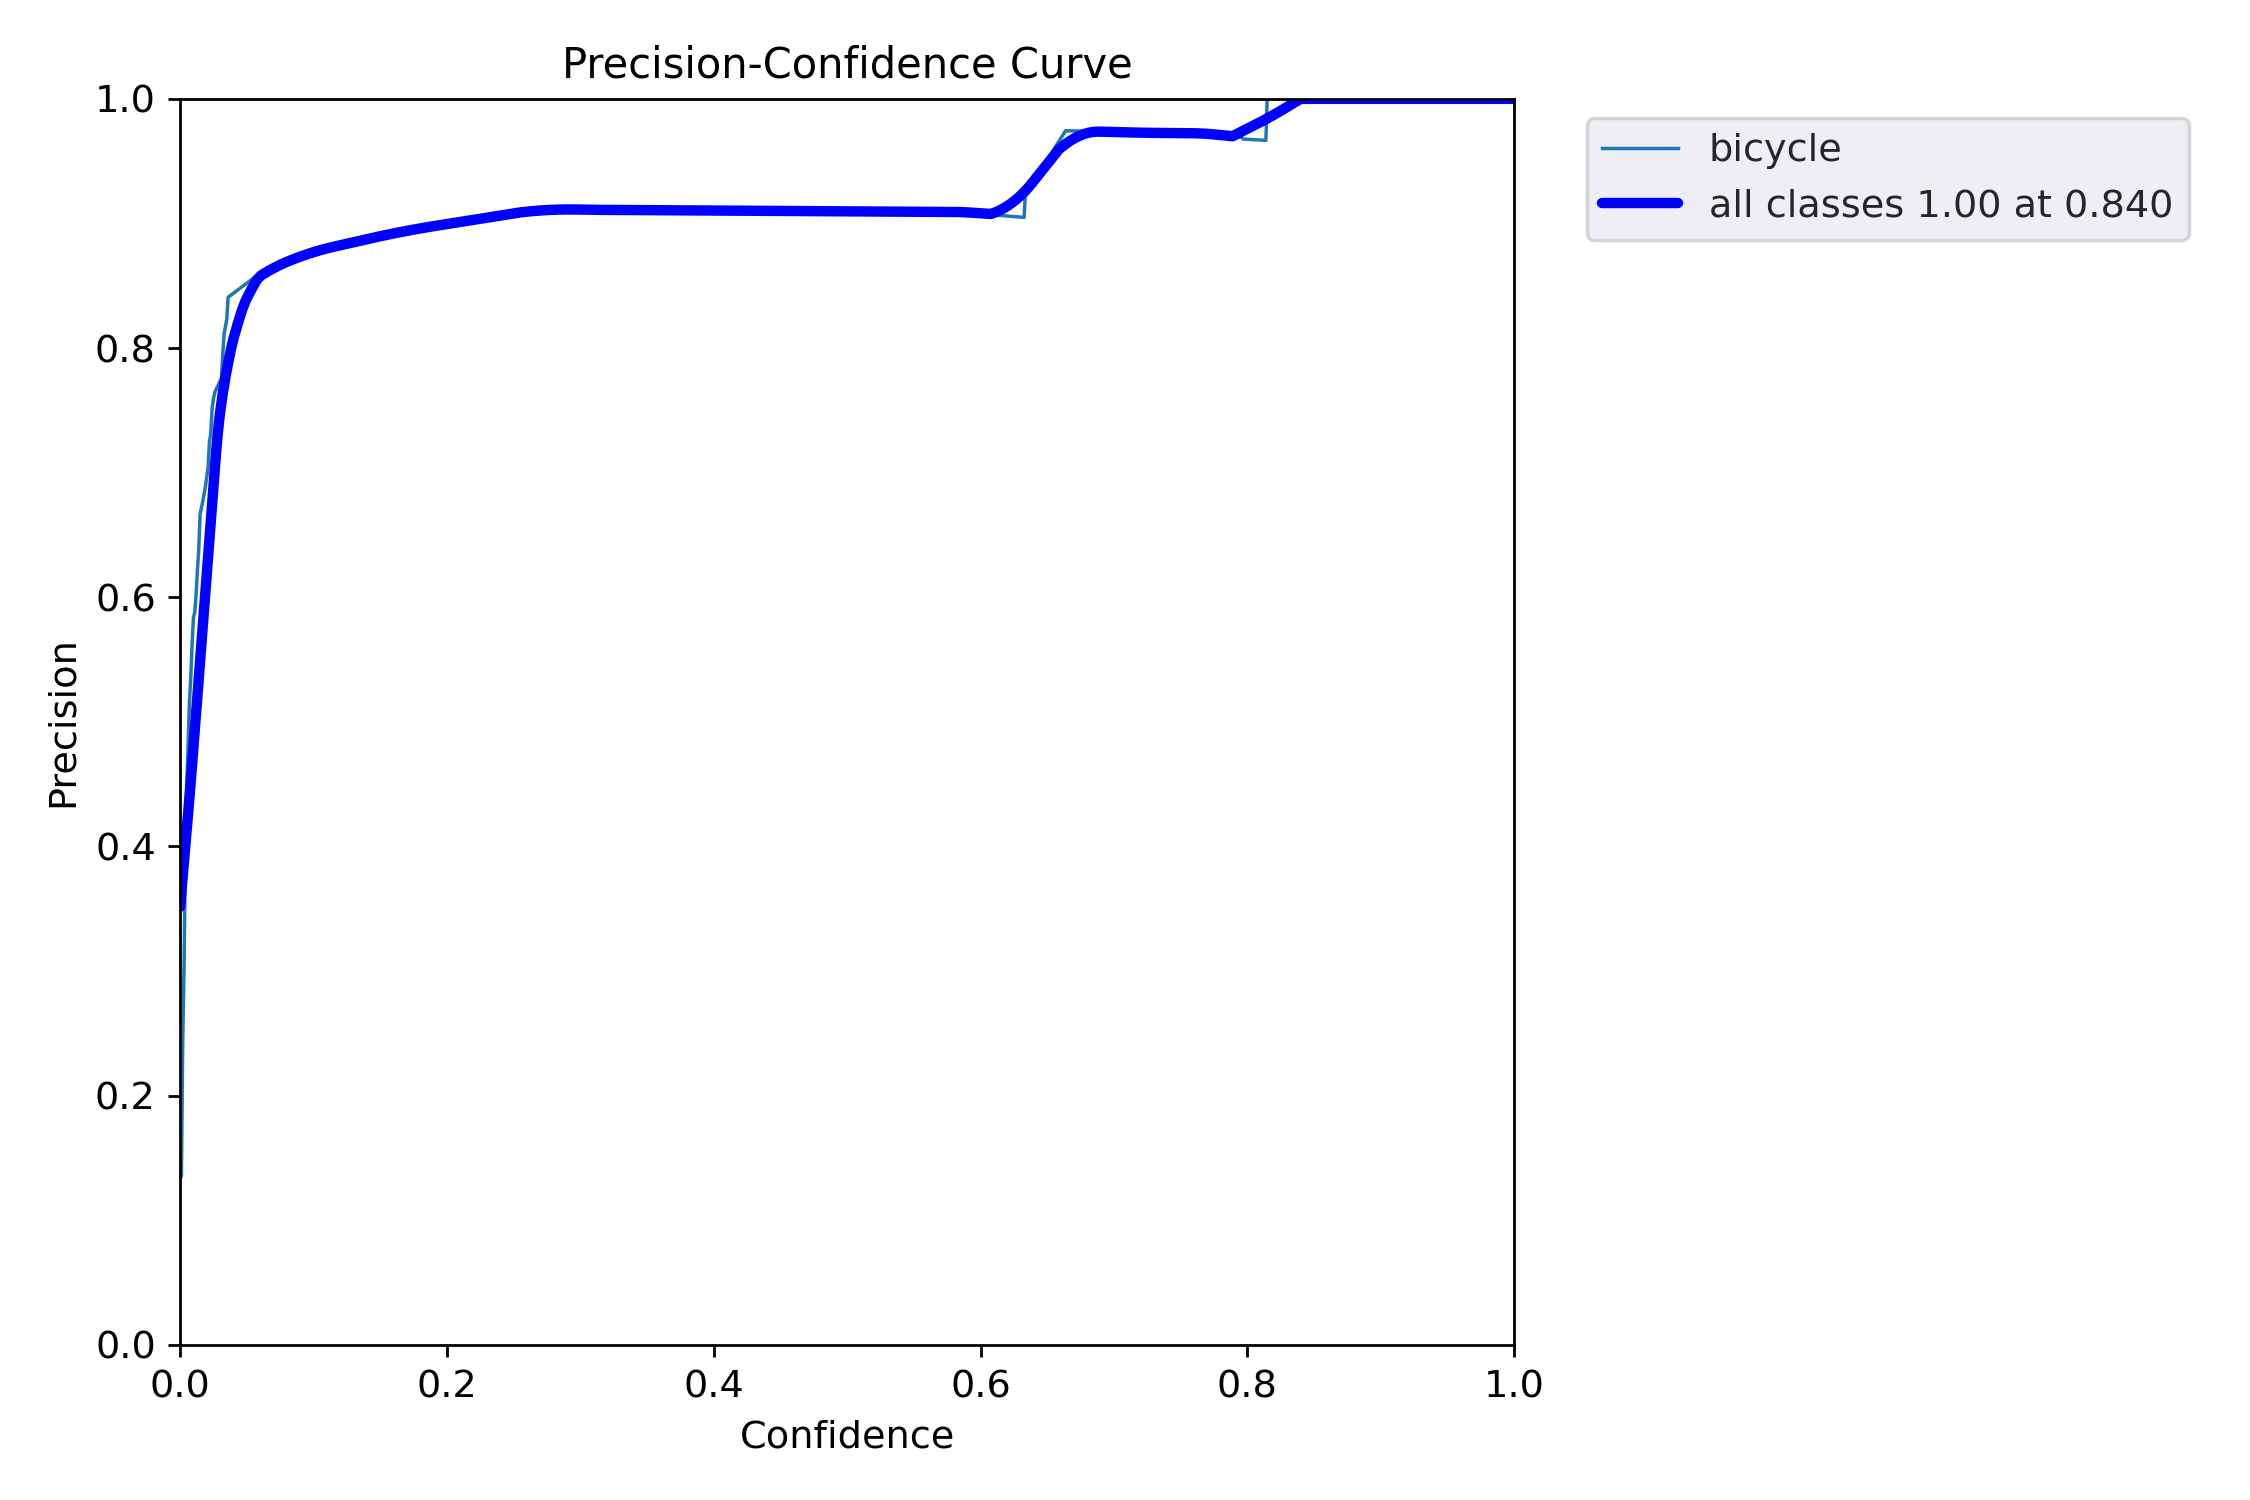 Precision-Confidence Curve
1.0
0.8
0.6
0.4
0.2
0.0
Precision
0.0 0.2 0.4 0.6 0.8 1.0
Confidence
bicycle
all classes 1.00 at 0.840